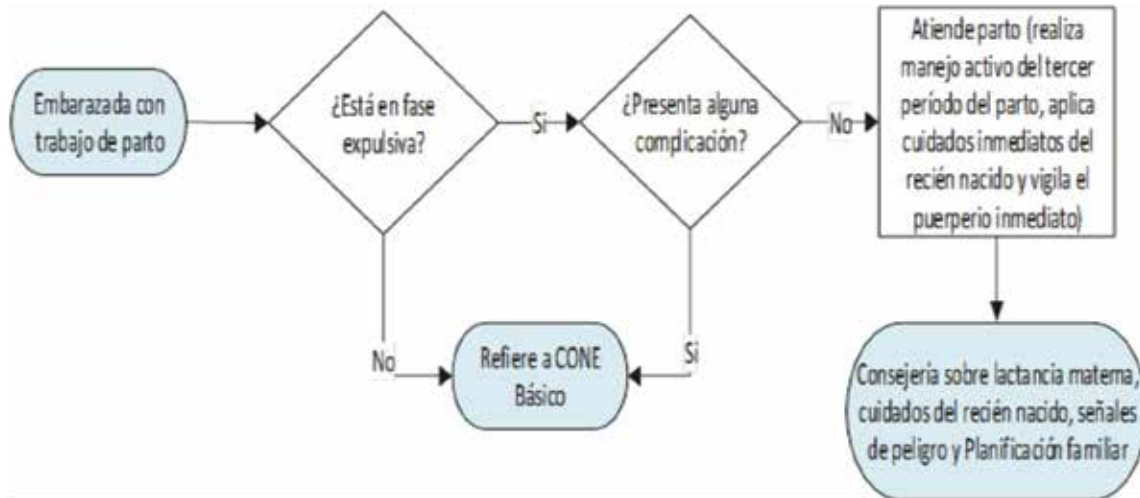 Embarazada con
trabajo de parto
¿Está en fase
expulsiva?
Si
¿Presenta alguna
complicación?
No
Atiende parto (realiza
manejo activo del tercer
período del parto, aplica
cuidados inmediatos del
recién nacido y vigila el
puerperio inmediato)
No
Refiere a CONE
Básico
Si
Consejeria sobre lactancia materna,
cuidados del recién nacido, señales
de peligro y Planificación familiar